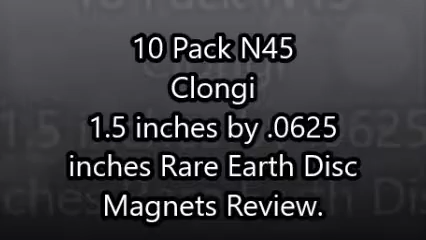 10 Pack N45
Clongi
1.5 inches by .0625
inches Rare Earth Disc
Magnets Review.